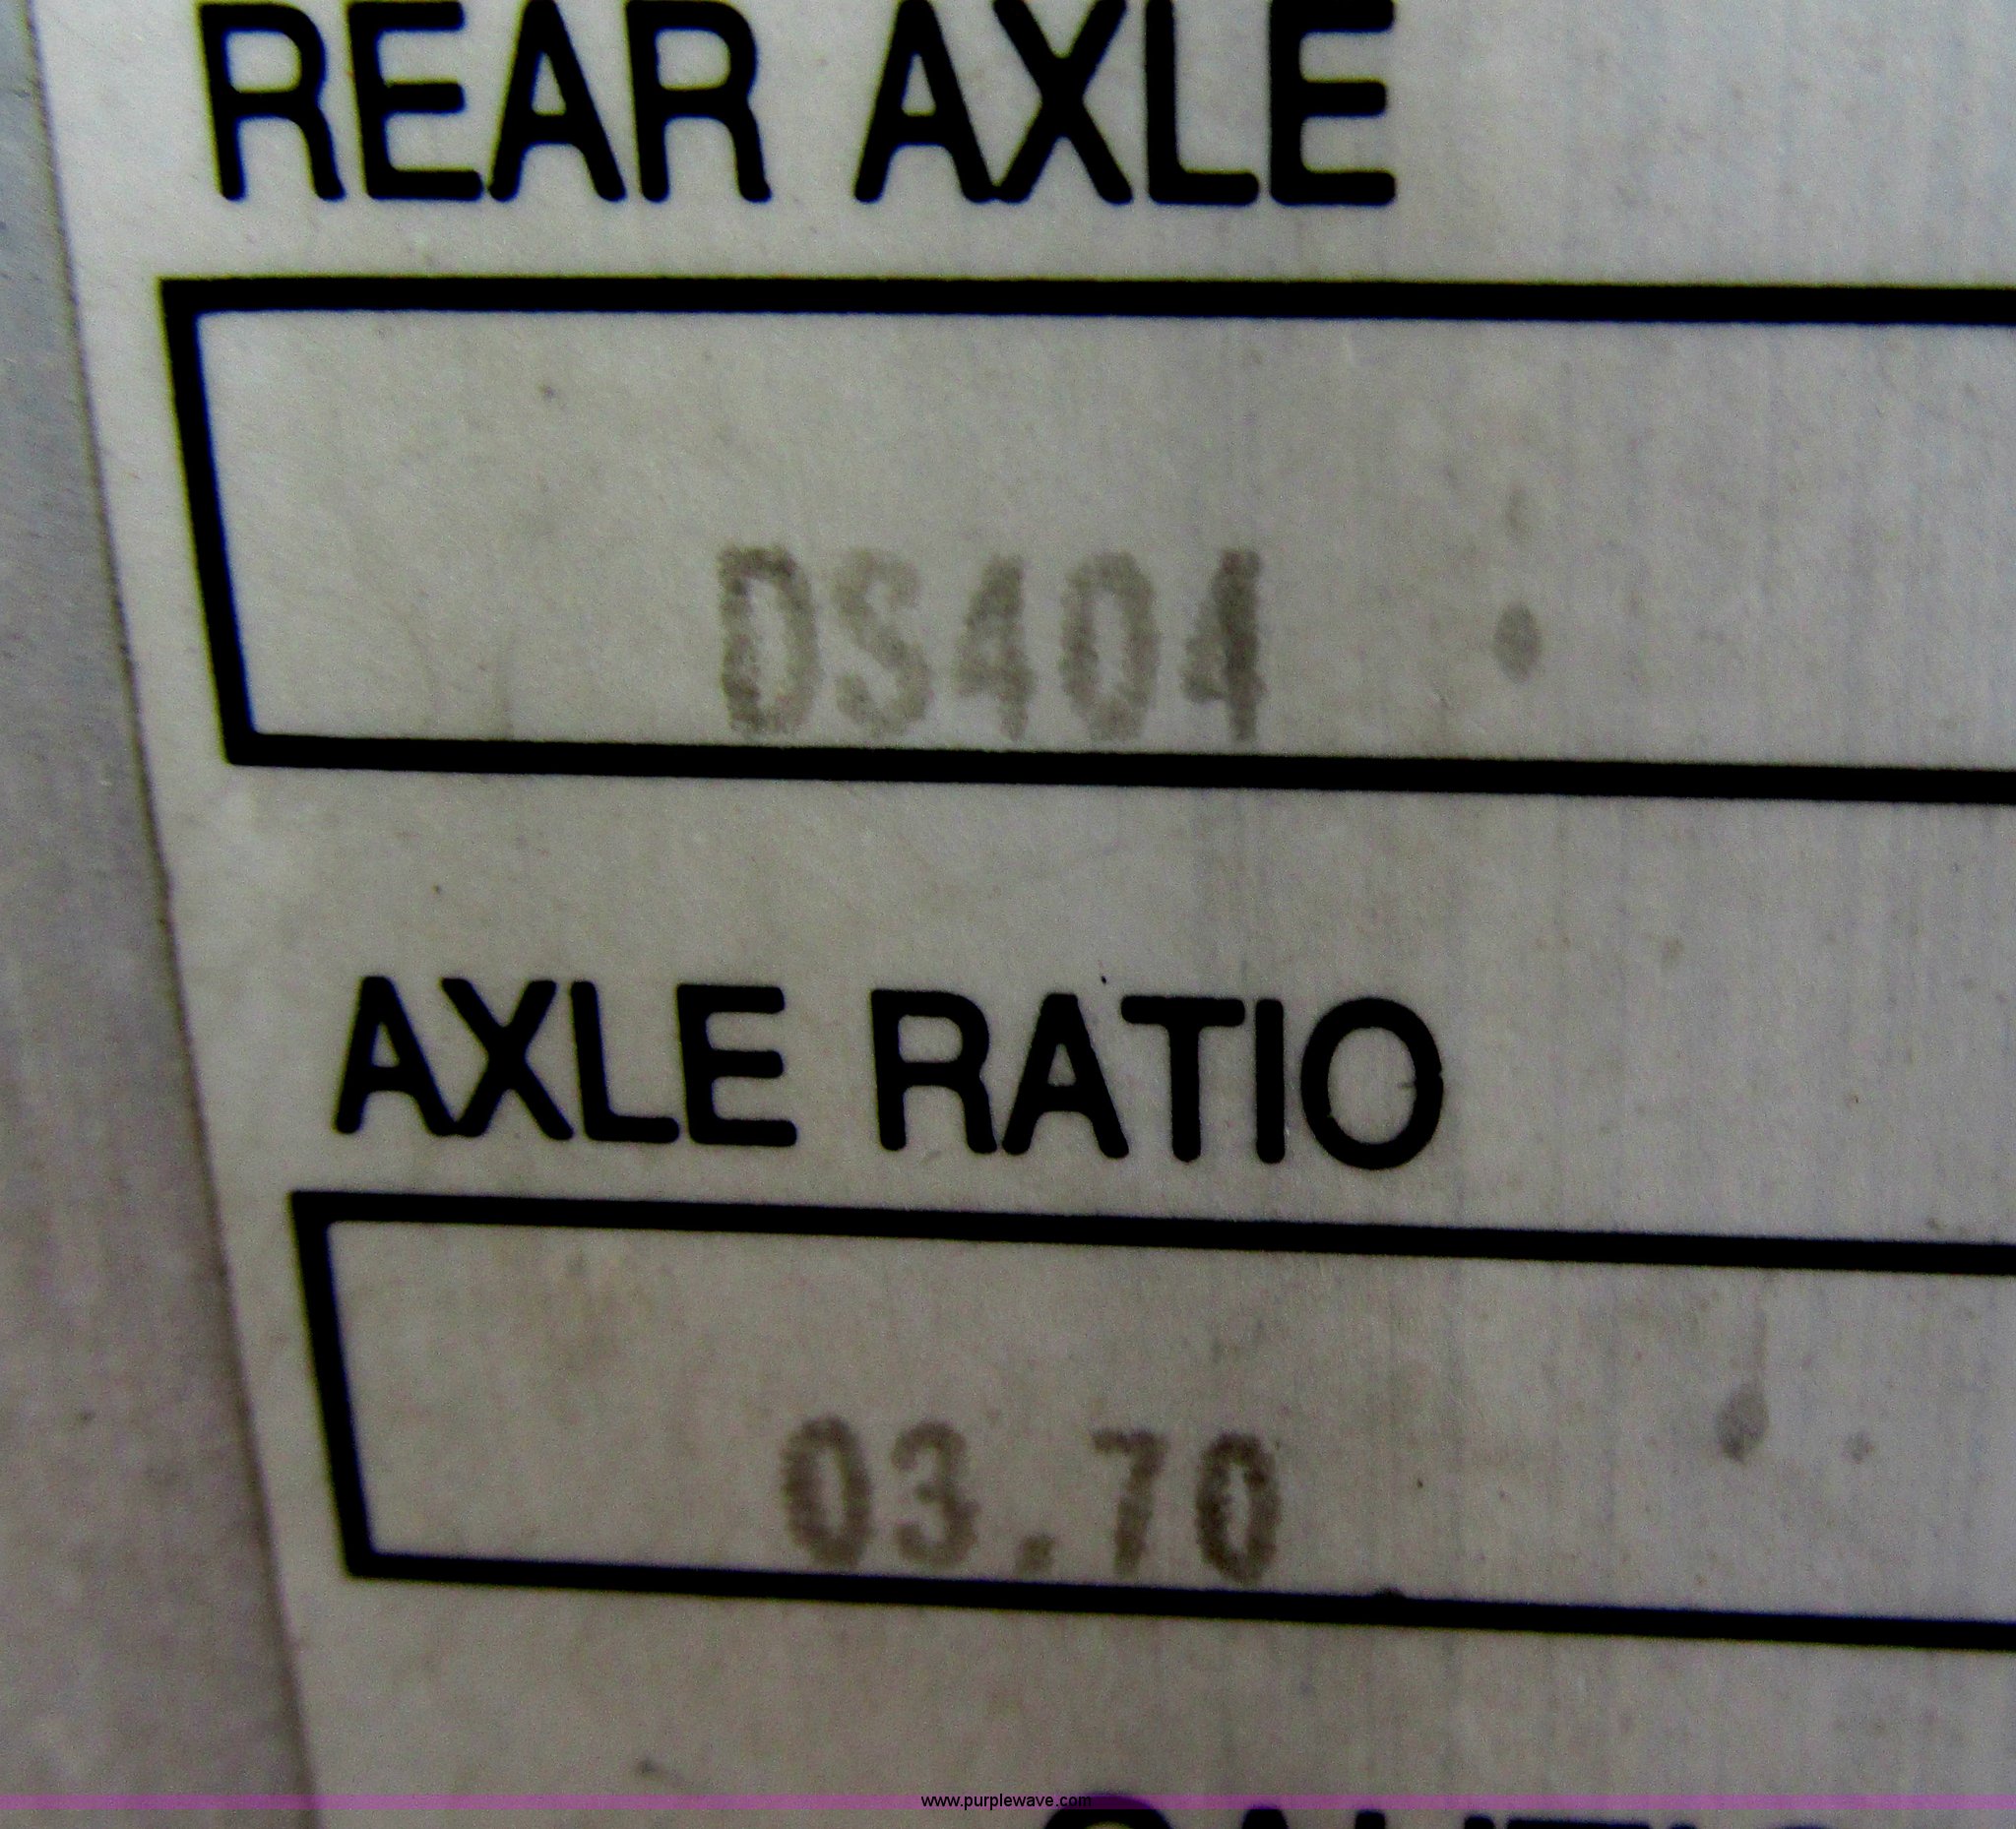 REAR AXLE
DS404
AXLE RATIO
03.70
www.purplewave.com